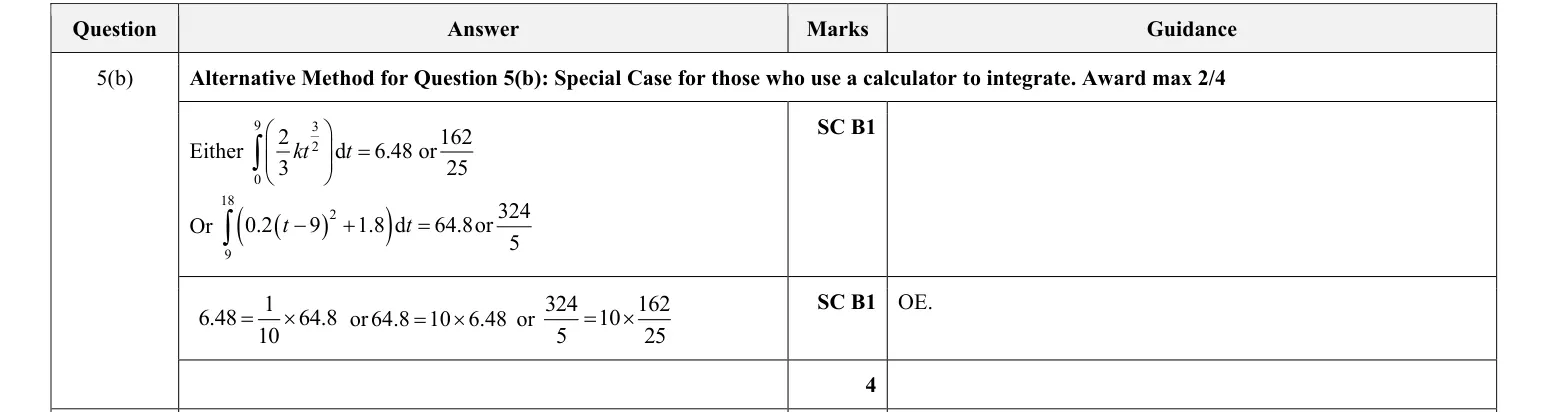 Question Answer Marks Guidance
5(b) Alternative Method for Question 5(b): Special Case for those who use a calculator to integrate. Award max 2/4
Either ∫₀⁹ (2/3 kt^(3/2)) dt = 6.48 or 162/25 SC B1
Or ∫₉¹⁸ (0.2(t − 9)² + 1.8) dt = 64.8 or 324/5
6.48 = 1/10 × 64.8 or 64.8 = 10 × 6.48 or 324/5 = 10 × 162/25 SC B1 OE.
4